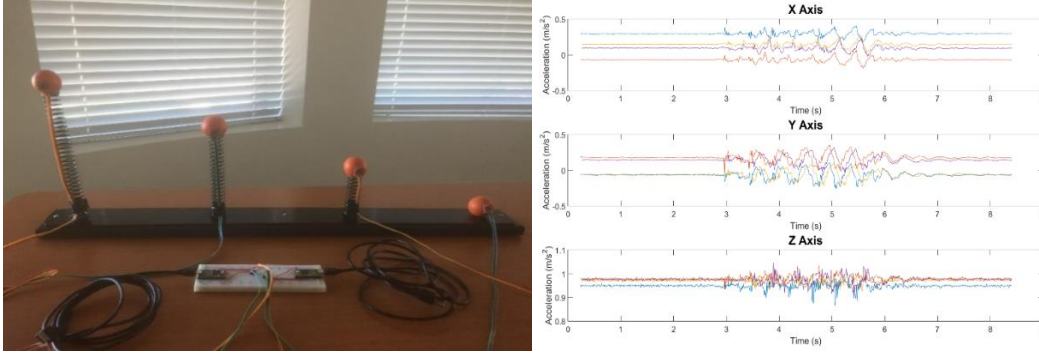 X Axis
Acceleration (m/s²)
0.5
0
-0.5
0 1 2 3 4 5 6 7 8
Time (s)
Y Axis
Acceleration (m/s²)
0.5
0
-0.5
0 1 2 3 4 5 6 7 8
Time (s)
Z Axis
Acceleration (m/s²)
1.1
1
0.9
0.8
0 1 2 3 4 5 6 7 8
Time (s)